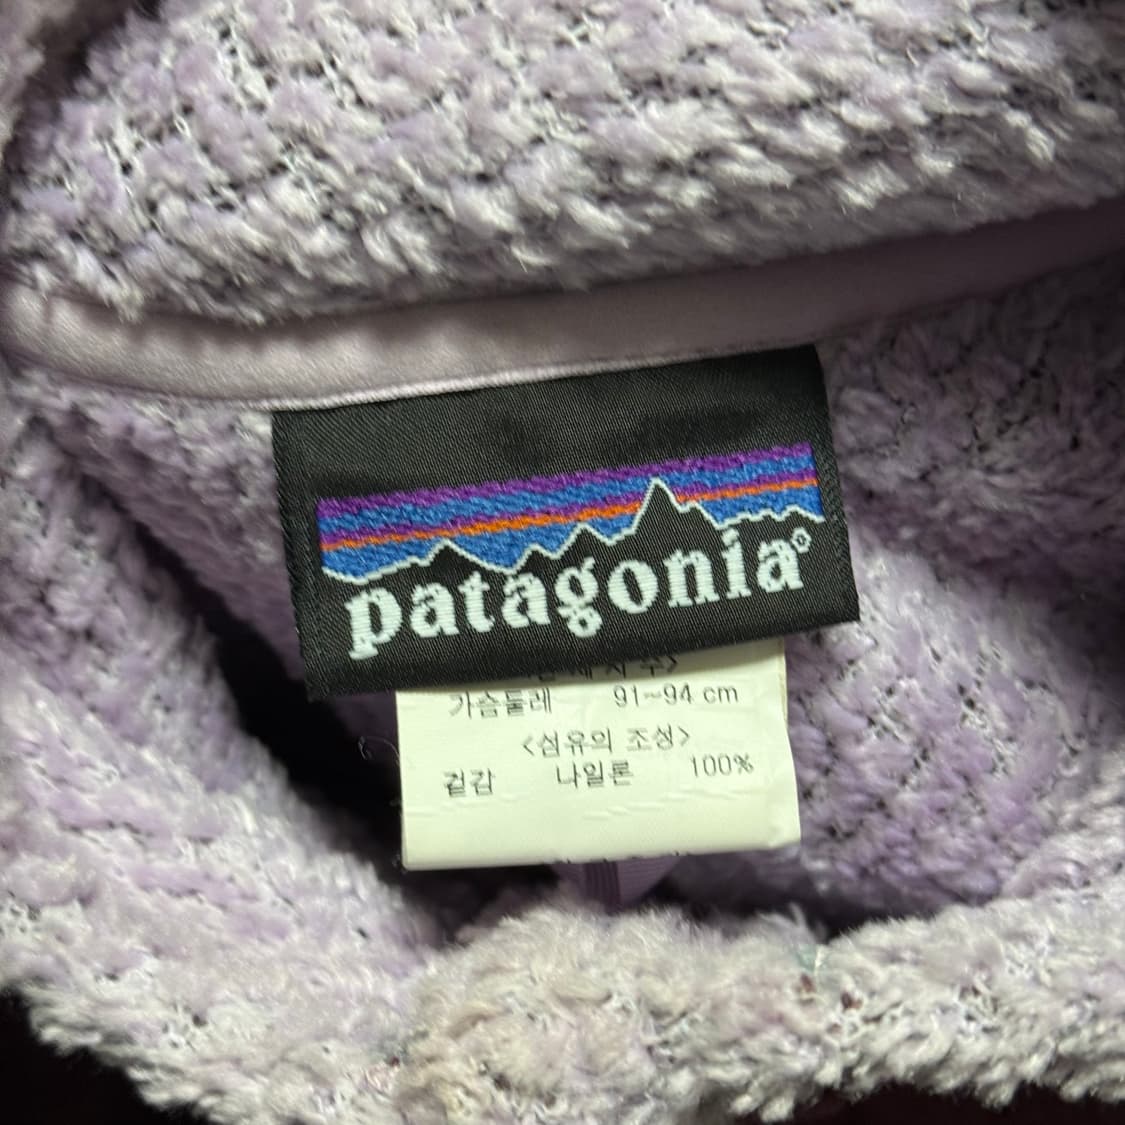 patagonia®
가슴둘레 91~94 cm
<섬유의 조성>
겉감 나일론 100%